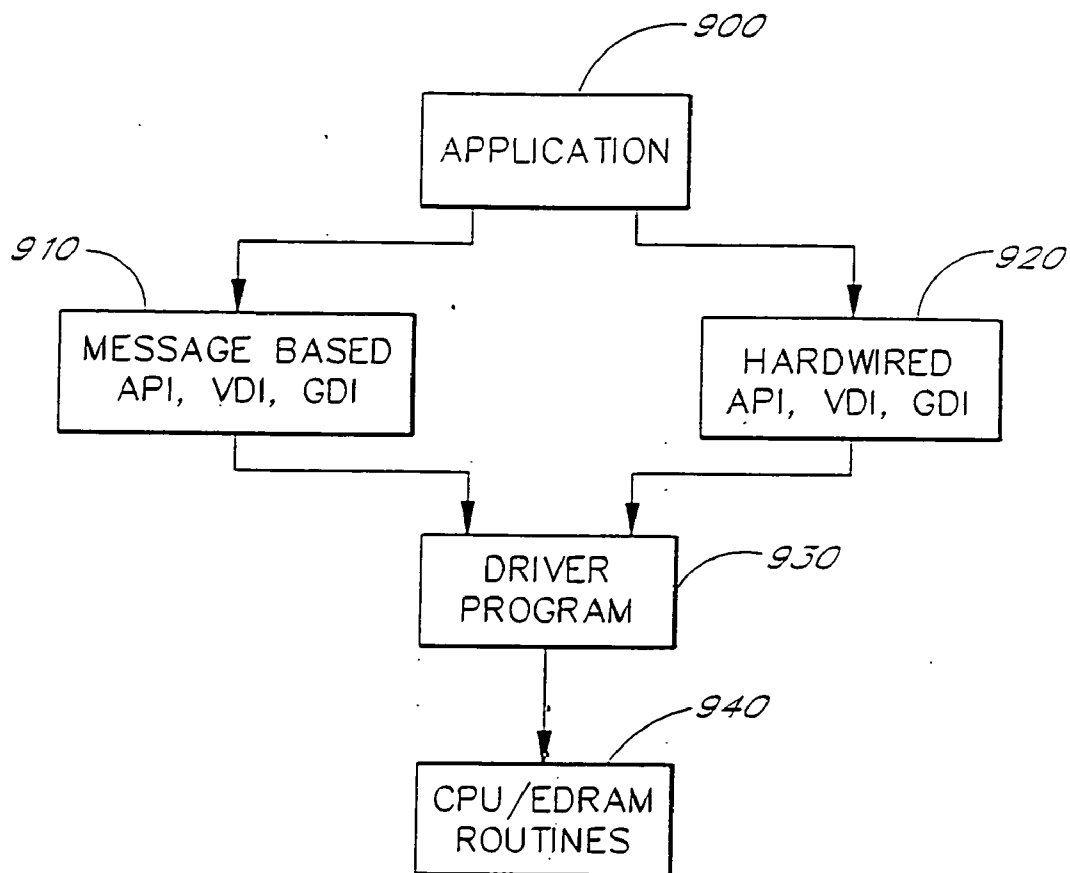 900
APPLICATION
910
920
MESSAGE BASED
API, VDI, GDI
HARDWIRED
API, VDI, GDI
930
DRIVER
PROGRAM
940
CPU/EDRAM
ROUTINES